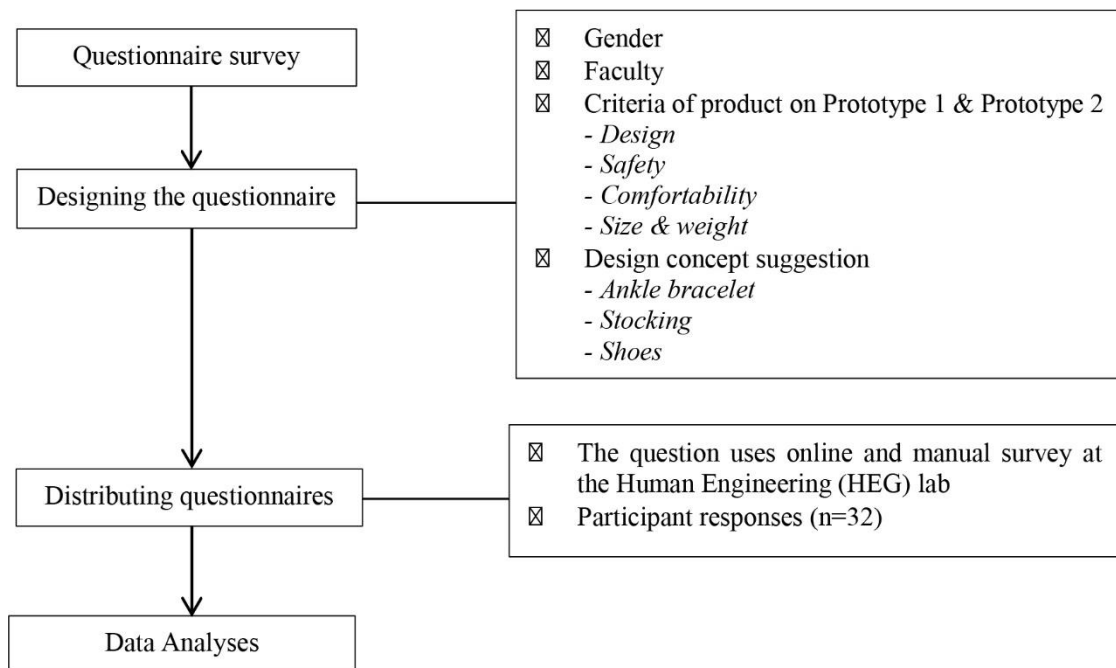 Questionnaire survey
Designing the questionnaire
☒ Gender
☒ Faculty
☒ Criteria of product on Prototype 1 & Prototype 2
- Design
- Safety
- Comfortability
- Size & weight
☒ Design concept suggestion
- Ankle bracelet
- Stocking
- Shoes
Distributing questionnaires
☒ The question uses online and manual survey at
the Human Engineering (HEG) lab
☒ Participant responses (n=32)
Data Analyses